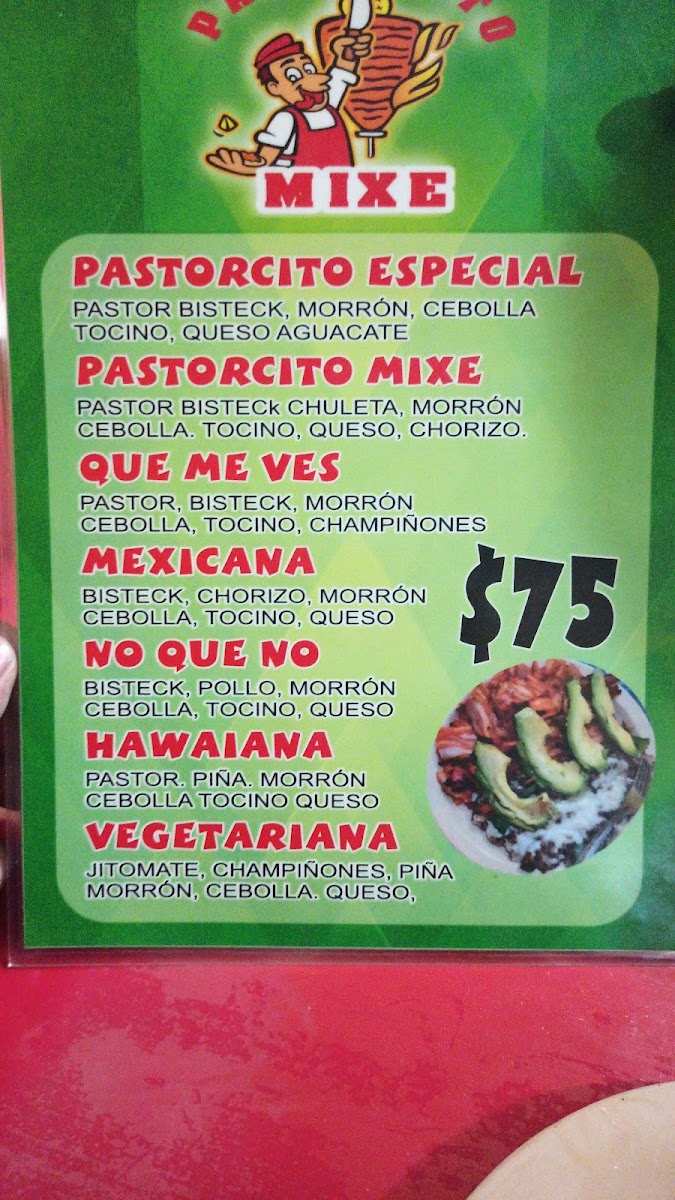 MIXE
PASTORCITO ESPECIAL
PASTOR BISTECK, MORRÓN, CEBOLLA
TOCINO, QUESO AGUACATE
PASTORCITO MIXE
PASTOR BISTECk CHULETA, MORRÓN
CEBOLLA. TOCINO, QUESO, CHORIZO.
QUE ME VES
PASTOR, BISTECK, MORRÓN
CEBOLLA, TOCINO, CHAMPIÑONES
MEXICANA
BISTECK, CHORIZO, MORRÓN
CEBOLLA, TOCINO, QUESO
$75
NO QUE NO
BISTECK, POLLO, MORRÓN
CEBOLLA, TOCINO, QUESO
HAWAIANA
PASTOR. PIÑA. MORRÓN
CEBOLLA TOCINO QUESO
VEGETARIANA
JITOMATE, CHAMPIÑONES, PIÑA
MORRÓN, CEBOLLA. QUESO,